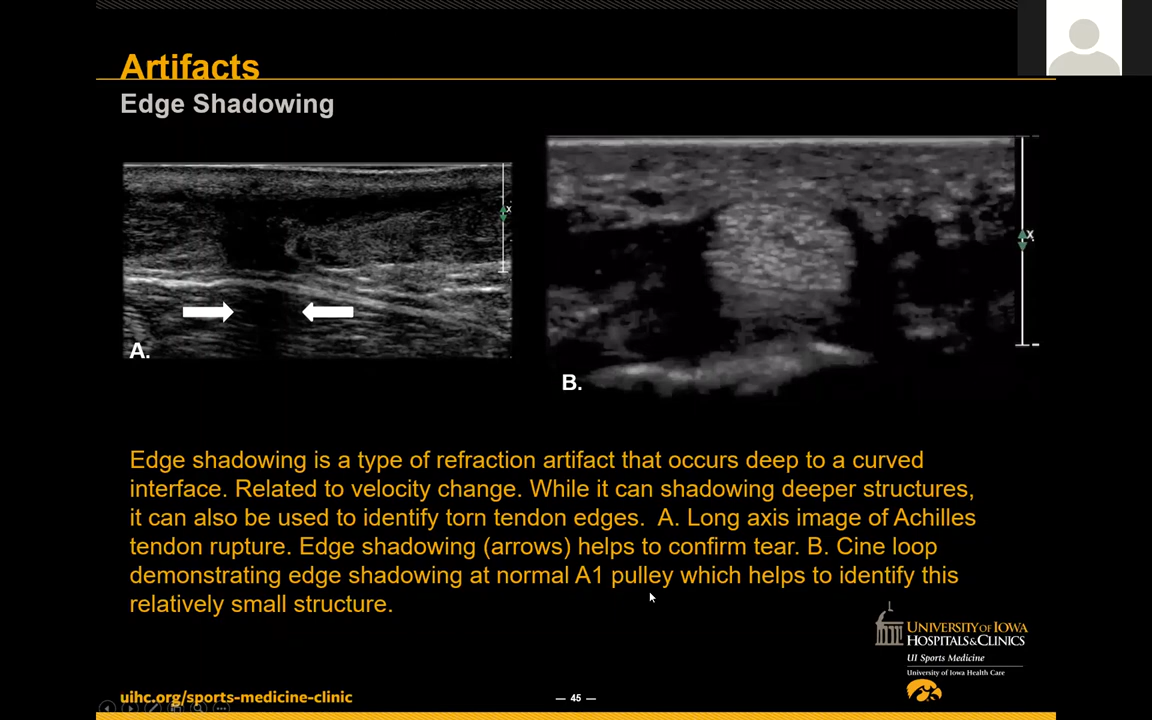 Artifacts
Edge Shadowing
X
X
A.
B.
Edge shadowing is a type of refraction artifact that occurs deep to a curved
interface. Related to velocity change. While it can shadowing deeper structures,
it can also be used to identify torn tendon edges.  A. Long axis image of Achilles
tendon rupture. Edge shadowing (arrows) helps to confirm tear. B. Cine loop
demonstrating edge shadowing at normal A1 pulley which helps to identify this
relatively small structure.
UNIVERSITY OF IOWA
HOSPITALS & CLINICS
UI Sports Medicine
University of Iowa Health Care
uihc.org/sports-medicine-clinic
— 45 —